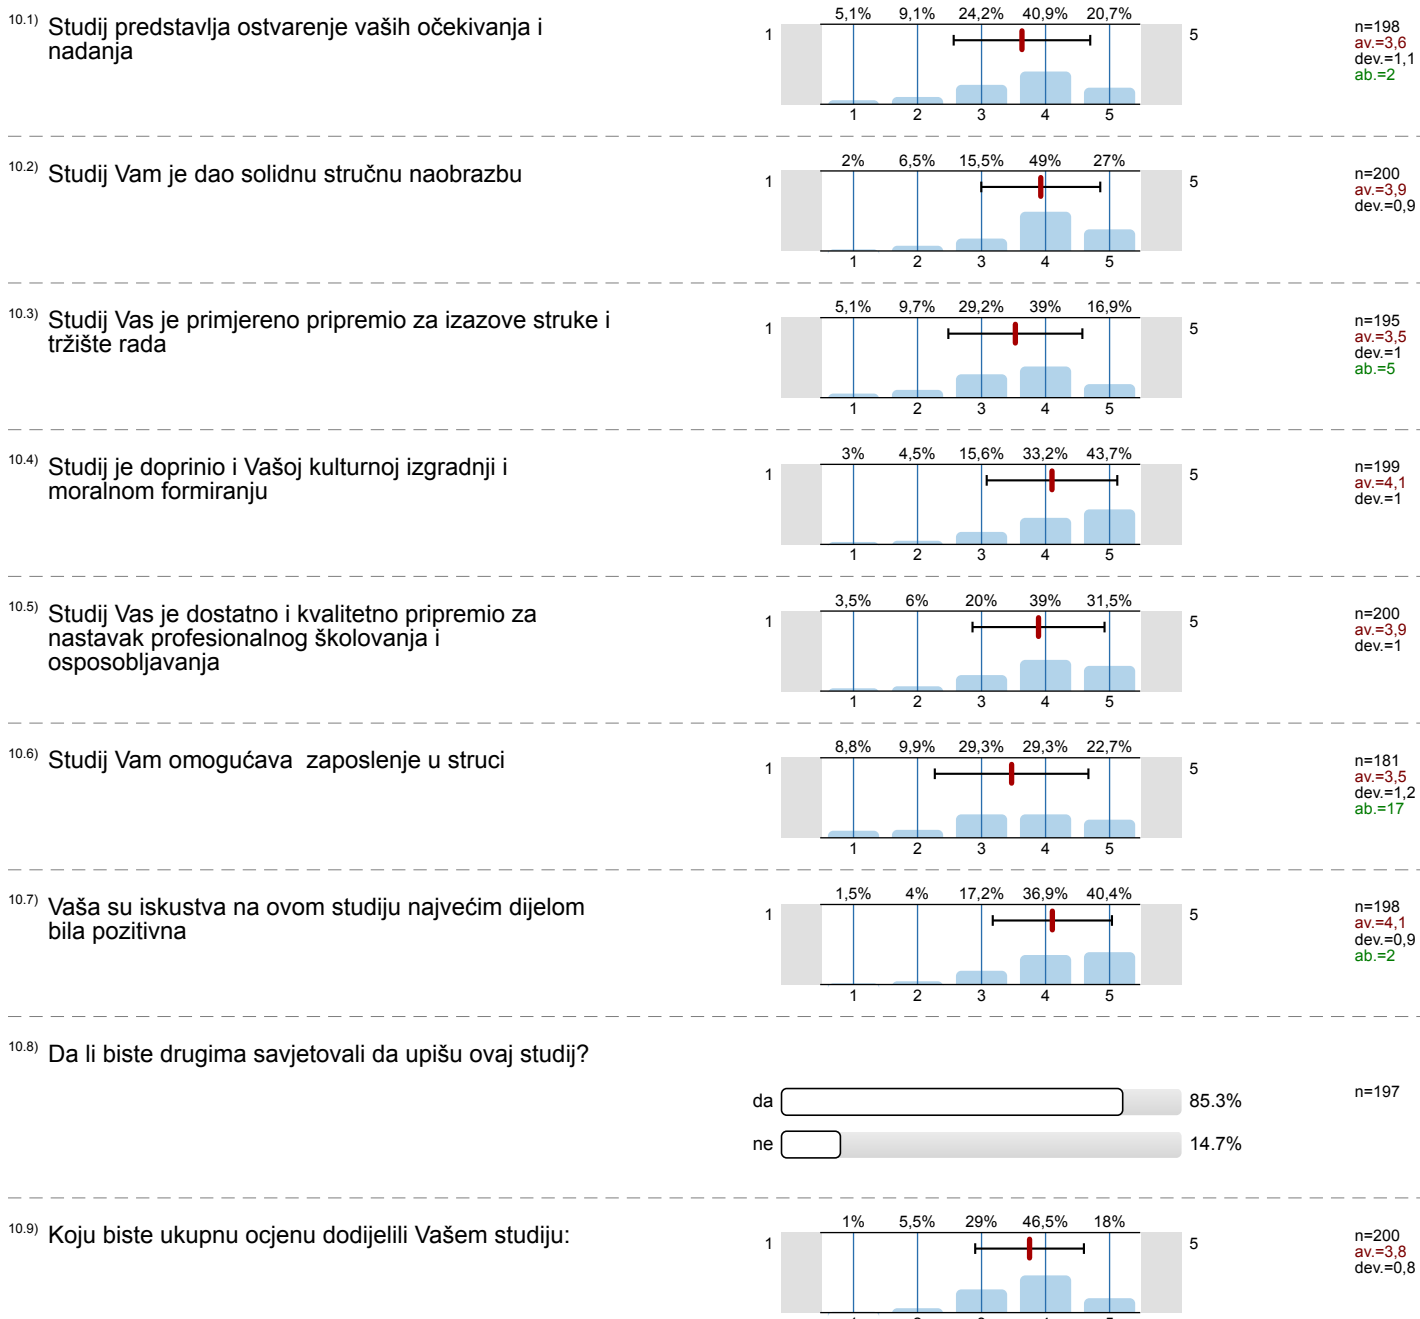 10.1) Studij predstavlja ostvarenje vaših očekivanja i
nadanja
5,1% 9,1% 24,2% 40,9% 20,7%
1 5
1 2 3 4 5
n=198
av.=3,6
dev.=1,1
ab.=2
10.2) Studij Vam je dao solidnu stručnu naobrazbu
2% 6,5% 15,5% 49% 27%
1 5
1 2 3 4 5
n=200
av.=3,9
dev.=0,9
10.3) Studij Vas je primjereno pripremio za izazove struke i
tržište rada
5,1% 9,7% 29,2% 39% 16,9%
1 5
1 2 3 4 5
n=195
av.=3,5
dev.=1
ab.=5
10.4) Studij je doprinio i Vašoj kulturnoj izgradnji i
moralnom formiranju
3% 4,5% 15,6% 33,2% 43,7%
1 5
1 2 3 4 5
n=199
av.=4,1
dev.=1
10.5) Studij Vas je dostatno i kvalitetno pripremio za
nastavak profesionalnog školovanja i
osposobljavanja
3,5% 6% 20% 39% 31,5%
1 5
1 2 3 4 5
n=200
av.=3,9
dev.=1
10.6) Studij Vam omogućava  zaposlenje u struci
8,8% 9,9% 29,3% 29,3% 22,7%
1 5
1 2 3 4 5
n=181
av.=3,5
dev.=1,2
ab.=17
10.7) Vaša su iskustva na ovom studiju najvećim dijelom
bila pozitivna
1,5% 4% 17,2% 36,9% 40,4%
1 5
1 2 3 4 5
n=198
av.=4,1
dev.=0,9
ab.=2
10.8) Da li biste drugima savjetovali da upišu ovaj studij?
da 85.3%
ne 14.7%
n=197
10.9) Koju biste ukupnu ocjenu dodijelili Vašem studiju:
1% 5,5% 29% 46,5% 18%
1 5
n=200
av.=3,8
dev.=0,8